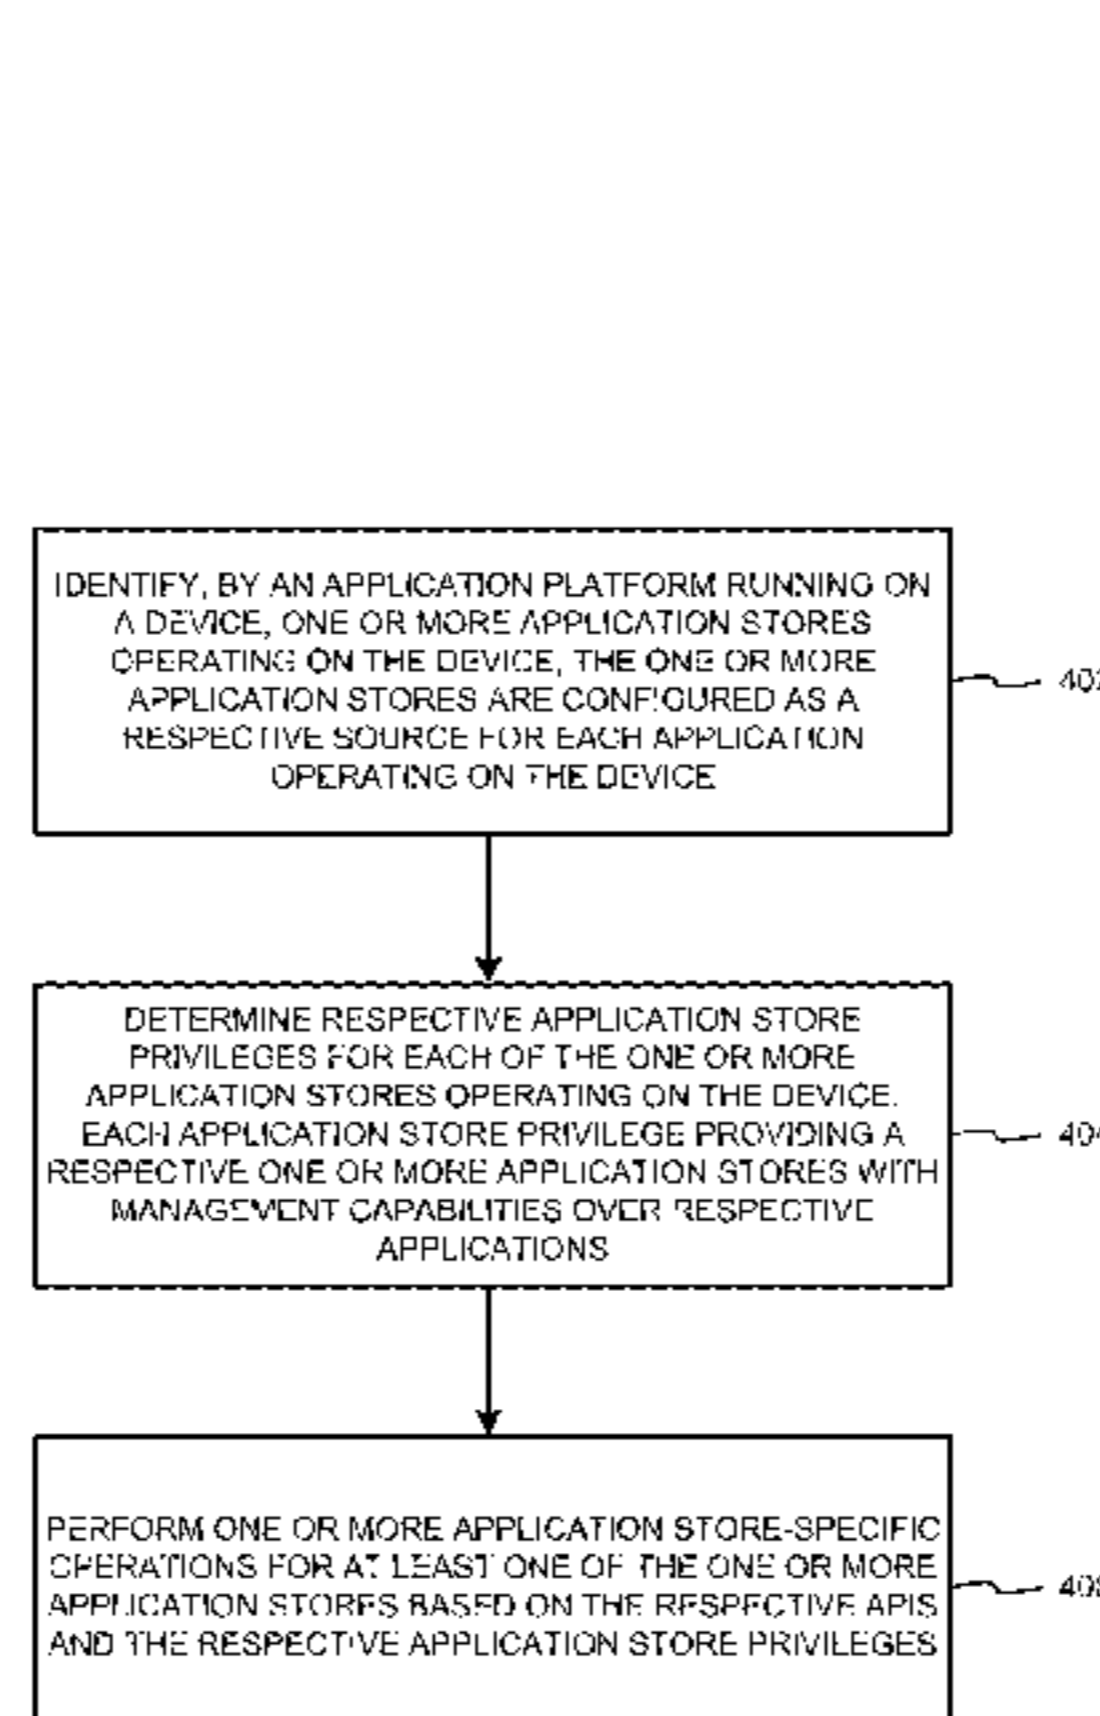 IDENTIFY, BY AN APPLICATION PLATFORM RUNNING ON
A DEVICE, ONE OR MORE APPLICATION STORES
OPERATING ON THE DEVICE, THE ONE OR MORE
APPLICATION STORES ARE CONFIGURED AS A
RESPECTIVE SOURCE FOR EACH APPLICATION
OPERATING ON THE DEVICE
DETERMINE RESPECTIVE APPLICATION STORE
PRIVILEGES FOR EACH OF THE ONE OR MORE
APPLICATION STORES OPERATING ON THE DEVICE.
EACH APPLICATION STORE PRIVILEGE PROVIDING A
RESPECTIVE ONE OR MORE APPLICATION STORES WITH
MANAGEMENT CAPABILITIES OVER RESPECTIVE
APPLICATIONS
PERFORM ONE OR MORE APPLICATION STORE-SPECIFIC
OPERATIONS FOR AT LEAST ONE OF THE ONE OR MORE
APPLICATION STORES BASED ON THE RESPECTIVE APIS
AND THE RESPECTIVE APPLICATION STORE PRIVILEGES